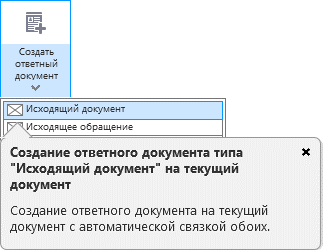 Создать
ответный
документ
Исходящий документ
Исходящее обращение
Создание ответного документа типа
"Исходящий документ" на текущий
документ
Создание ответного документа на текущий
документ с автоматической связкой обоих.